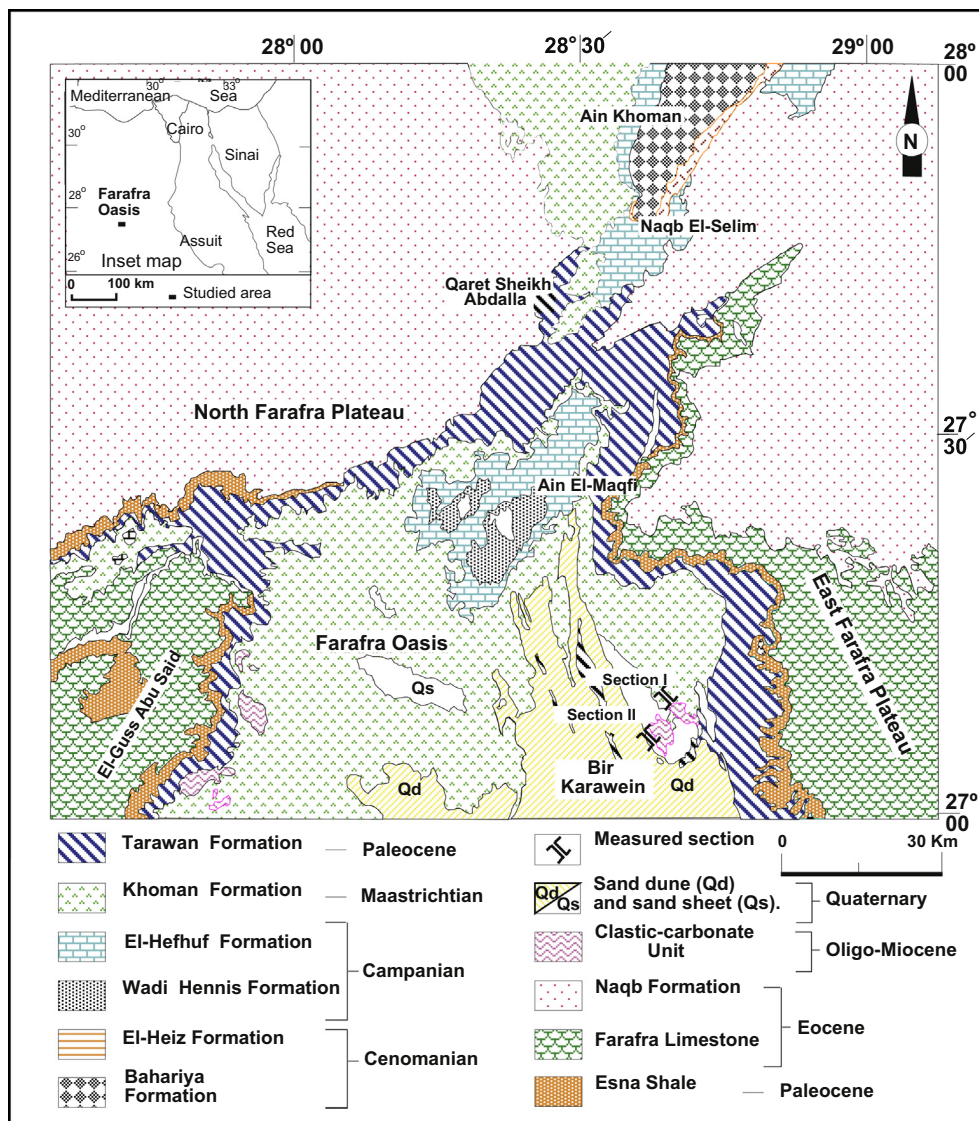 28° 00
28° 30′
29° 00
28°
00
30°
33°
Mediterranean
Sea
Cairo
30°
Sinai
28°
Farafra
Oasis
Assuit
Red
Sea
26°
Inset map
0
100 km
Studied area
Ain Khoman
N
Naqb El-Selim
Qaret Sheikh
Abdalla
North Farafra Plateau
27°
30′
Ain El-Maqfi
East Farafra Plateau
Farafra Oasis
Qs
Section I
Section II
El-Guss Abu Said
Bir
Karawein
Qd
Qd
27°
00
Tarawan Formation
Paleocene
Khoman Formation
Maastrichtian
El-Hefhuf Formation
Campanian
Wadi Hennis Formation
El-Heiz Formation
Cenomanian
Bahariya
Formation
Measured section
0
30 Km
Qd
Qs
Sand dune (Qd)
and sand sheet (Qs).
Quaternary
Clastic-carbonate
Unit
Oligo-Miocene
Naqb Formation
Eocene
Farafra Limestone
Esna Shale
Paleocene